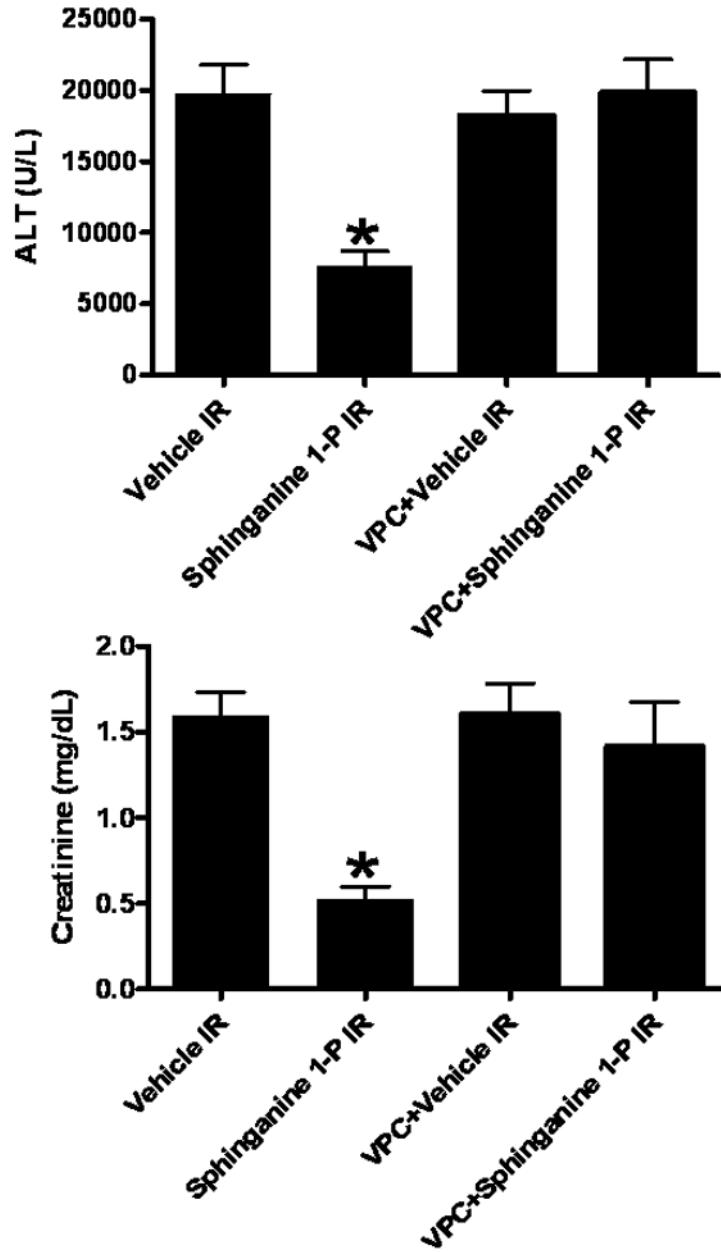 25000
20000
15000
10000
5000
0
ALT (U/L)
*
Vehicle IR
Sphinganine 1-P IR
VPC+Vehicle IR
VPC+Sphinganine 1-P IR
2.0
1.5
1.0
0.5
0.0
Creatinine (mg/dL)
*
Vehicle IR
Sphinganine 1-P IR
VPC+Vehicle IR
VPC+Sphinganine 1-P IR